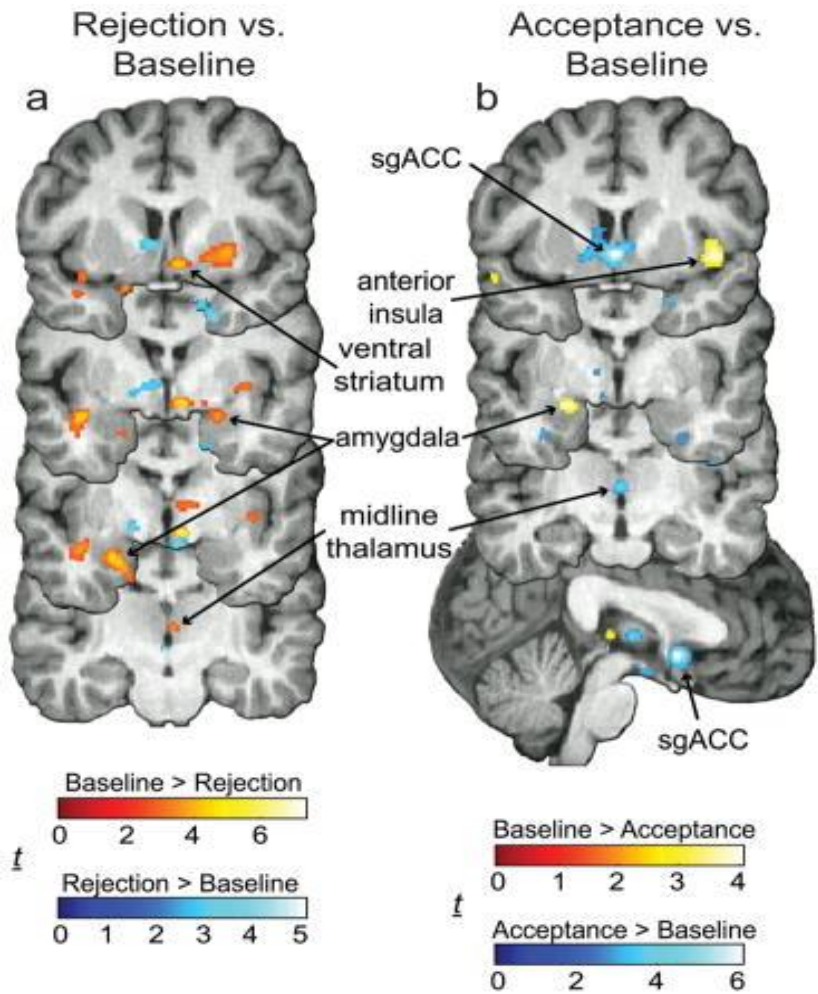 Rejection vs.
Baseline
Acceptance vs.
Baseline
a
b
sgACC
anterior
insula
ventral
striatum
amygdala
midline
thalamus
sgACC
Baseline > Rejection
0 2 4 6
t
Rejection > Baseline
0 1 2 3 4 5
Baseline > Acceptance
0 1 2 3 4
t
Acceptance > Baseline
0 2 4 6